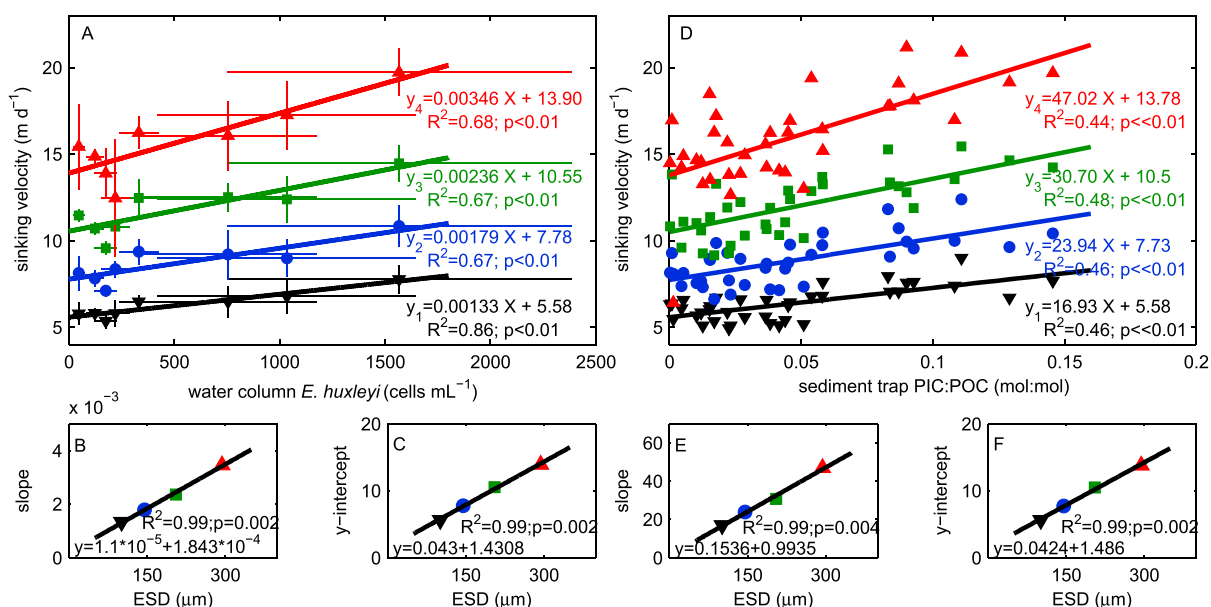 A
sinking velocity (m d⁻¹)
20
15
10
5
y₄=0.00346 X + 13.90
R²=0.68; p<0.01
y₃=0.00236 X + 10.55
R²=0.67; p<0.01
y₂=0.00179 X + 7.78
R²=0.67; p<0.01
y₁=0.00133 X + 5.58
R²=0.86; p<0.01
0 500 1000 1500 2000 2500
water column E. huxleyi (cells mL⁻¹)
D
sinking velocity (m d⁻¹)
20
15
10
5
y₄=47.02 X + 13.78
R²=0.44; p<<0.01
y₃=30.70 X + 10.5
R²=0.48; p<<0.01
y₂=23.94 X + 7.73
R²=0.46; p<<0.01
y₁=16.93 X + 5.58
R²=0.46; p<<0.01
0 0.05 0.1 0.15 0.2
sediment trap PIC:POC (mol:mol)
x 10⁻³
B
slope
4
2
0
R²=0.99;p=0.002
y=1.1*10⁻⁵+1.843*10⁻⁴
150 300
ESD (µm)
C
y−intercept
20
10
0
R²=0.99;p=0.002
y=0.043+1.4308
150 300
ESD (µm)
E
slope
60
40
20
0
R²=0.99;p=0.004
y=0.1536+0.9935
150 300
ESD (µm)
F
y−intercept
20
10
0
R²=0.99;p=0.002
y=0.0424+1.486
150 300
ESD (µm)